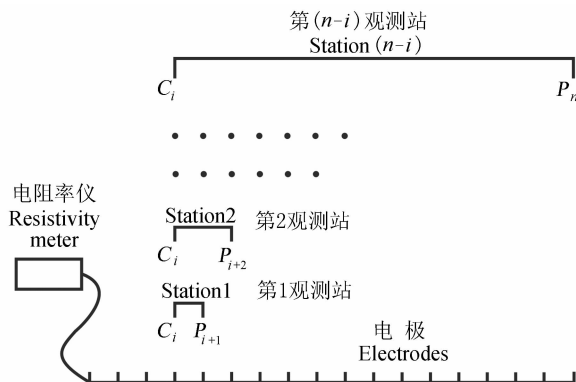 第(n-i)观测站
Station (n-i)
C_i P_n
电阻率仪
Resistivity
meter
Station2 第2观测站
C_i P_{i+2}
Station1 第1观测站
C_i P_{i+1}
电 极
Electrodes